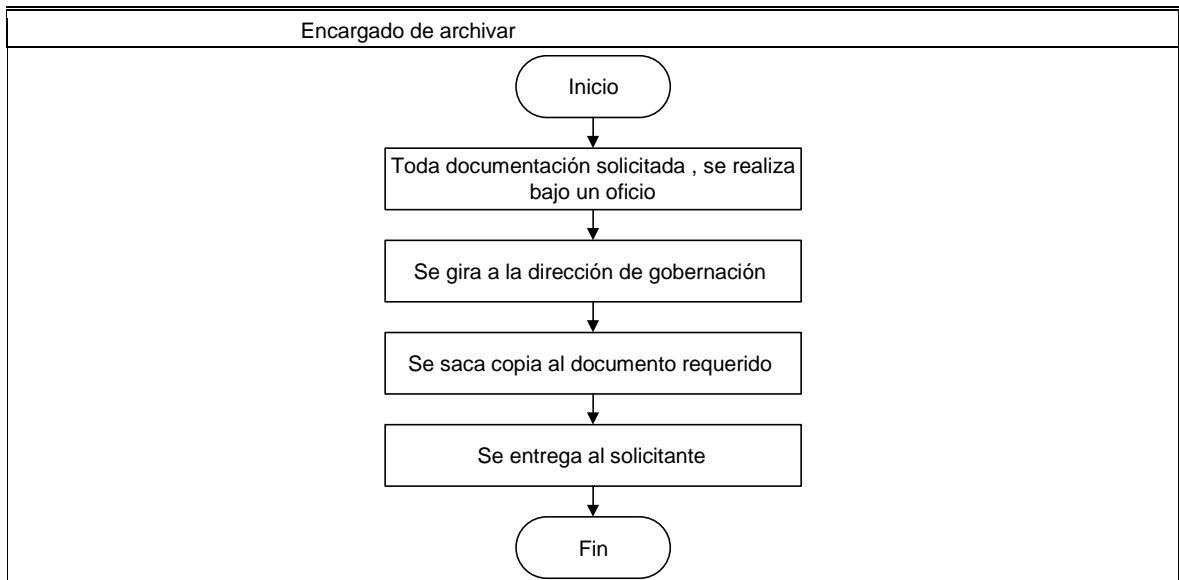 Encargado de archivar
Inicio
Toda documentación solicitada , se realiza
bajo un oficio
Se gira a la dirección de gobernación
Se saca copia al documento requerido
Se entrega al solicitante
Fin